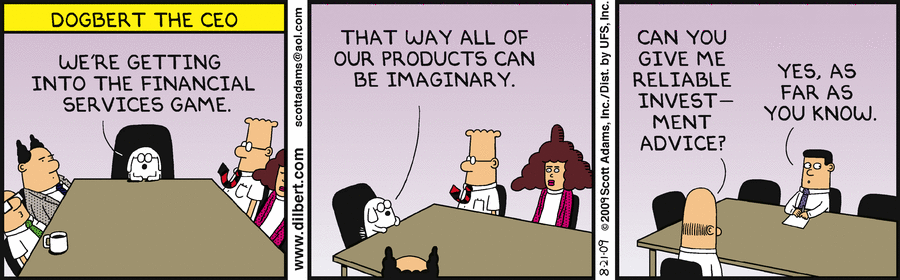 DOGBERT THE CEO
WE'RE GETTING
INTO THE FINANCIAL
SERVICES GAME.
www.dilbert.com
scottadams@aol.com
THAT WAY ALL OF
OUR PRODUCTS CAN
BE IMAGINARY.
8-21-09 ©2009 Scott Adams, Inc./Dist. by UFS, Inc.
CAN YOU
GIVE ME
RELIABLE
INVEST-
MENT
ADVICE?
YES, AS
FAR AS
YOU KNOW.